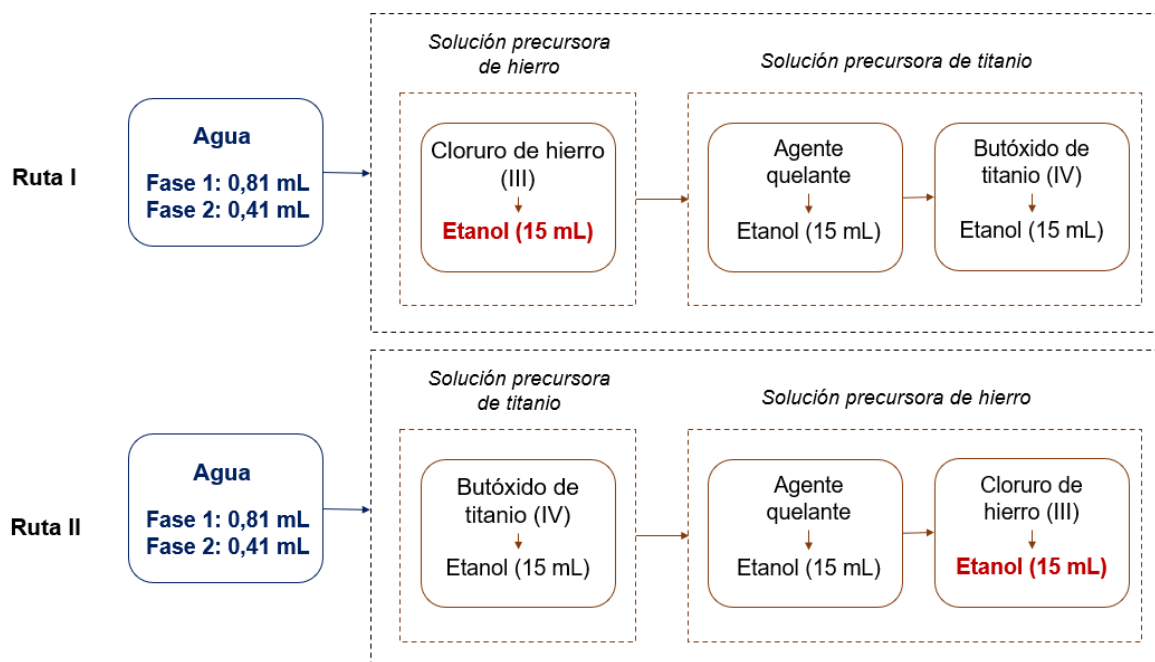 Solución precursora
de hierro
Solución precursora de titanio
Ruta I
Agua
Fase 1: 0,81 mL
Fase 2: 0,41 mL
Cloruro de hierro
(III)
Etanol (15 mL)
Agente
quelante
Etanol (15 mL)
Butóxido de
titanio (IV)
Etanol (15 mL)
Solución precursora
de titanio
Solución precursora de hierro
Ruta II
Agua
Fase 1: 0,81 mL
Fase 2: 0,41 mL
Butóxido de
titanio (IV)
Etanol (15 mL)
Agente
quelante
Etanol (15 mL)
Cloruro de
hierro (III)
Etanol (15 mL)